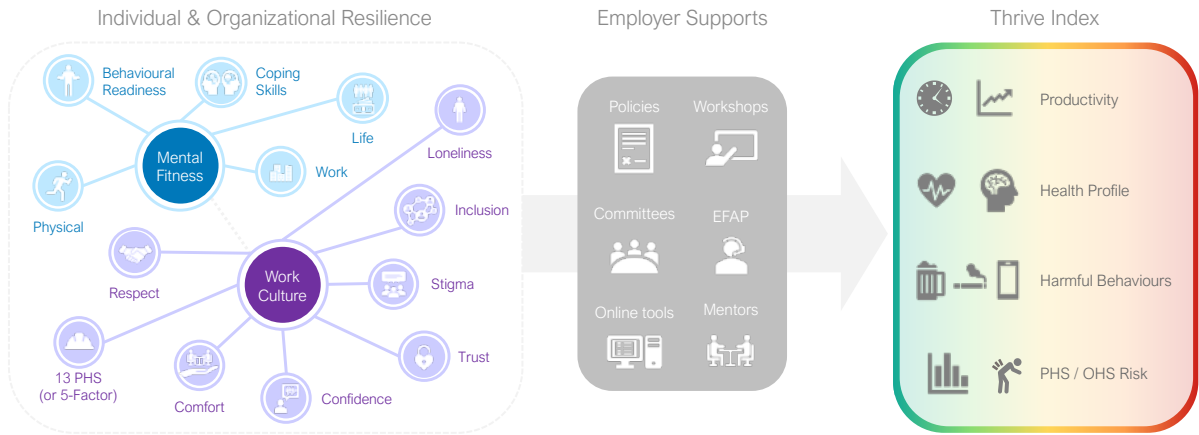 Individual & Organizational Resilience
Employer Supports
Thrive Index
Behavioural
Readiness
Coping
Skills
Life
Mental
Fitness
Work
Physical
Loneliness
Inclusion
Respect
Work
Culture
Stigma
Trust
13 PHS
(or 5-Factor)
Comfort
Confidence
Policies
Workshops
Committees
EFAP
Online tools
Mentors
Productivity
Health Profile
Harmful Behaviours
PHS / OHS Risk